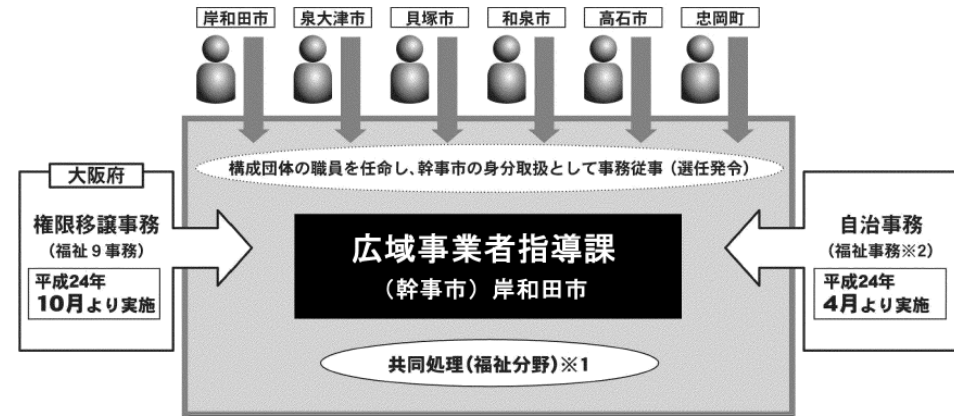 岸和田市
泉大津市
貝塚市
和泉市
高石市
忠岡町
構成団体の職員を任命し、幹事市の身分取扱として事務従事(選任発令)
大阪府
権限移譲事務
(福祉9事務)
平成24年
10月より実施
広域事業者指導課
(幹事市)岸和田市
自治事務
(福祉事務※2)
平成24年
4月より実施
共同処理(福祉分野)※1